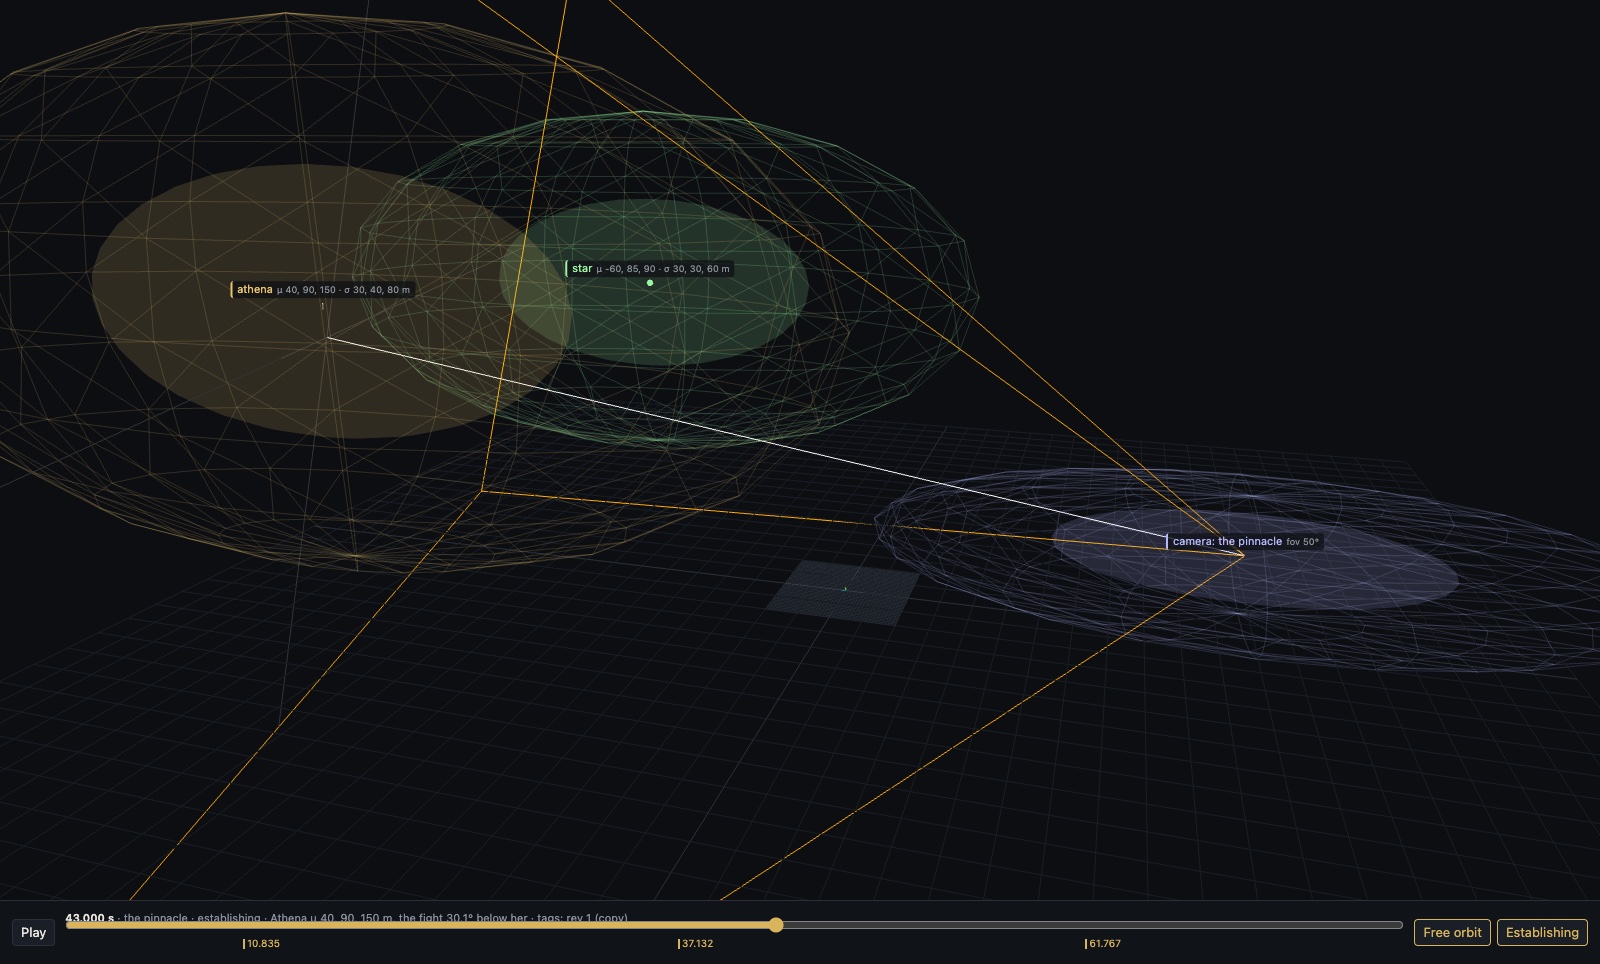 star μ -60, 85, 90 · σ 30, 30, 60 m
athena μ 40, 90, 150 · σ 30, 40, 80 m
camera: the pinnacle fov 50°
43.000 s · the pinnacle · establishing · Athena μ 40, 90, 150 m, the fight 30.1° below her · tags: rev 1 (copy)
Play
Free orbit
Establishing
10.835
37.132
61.767